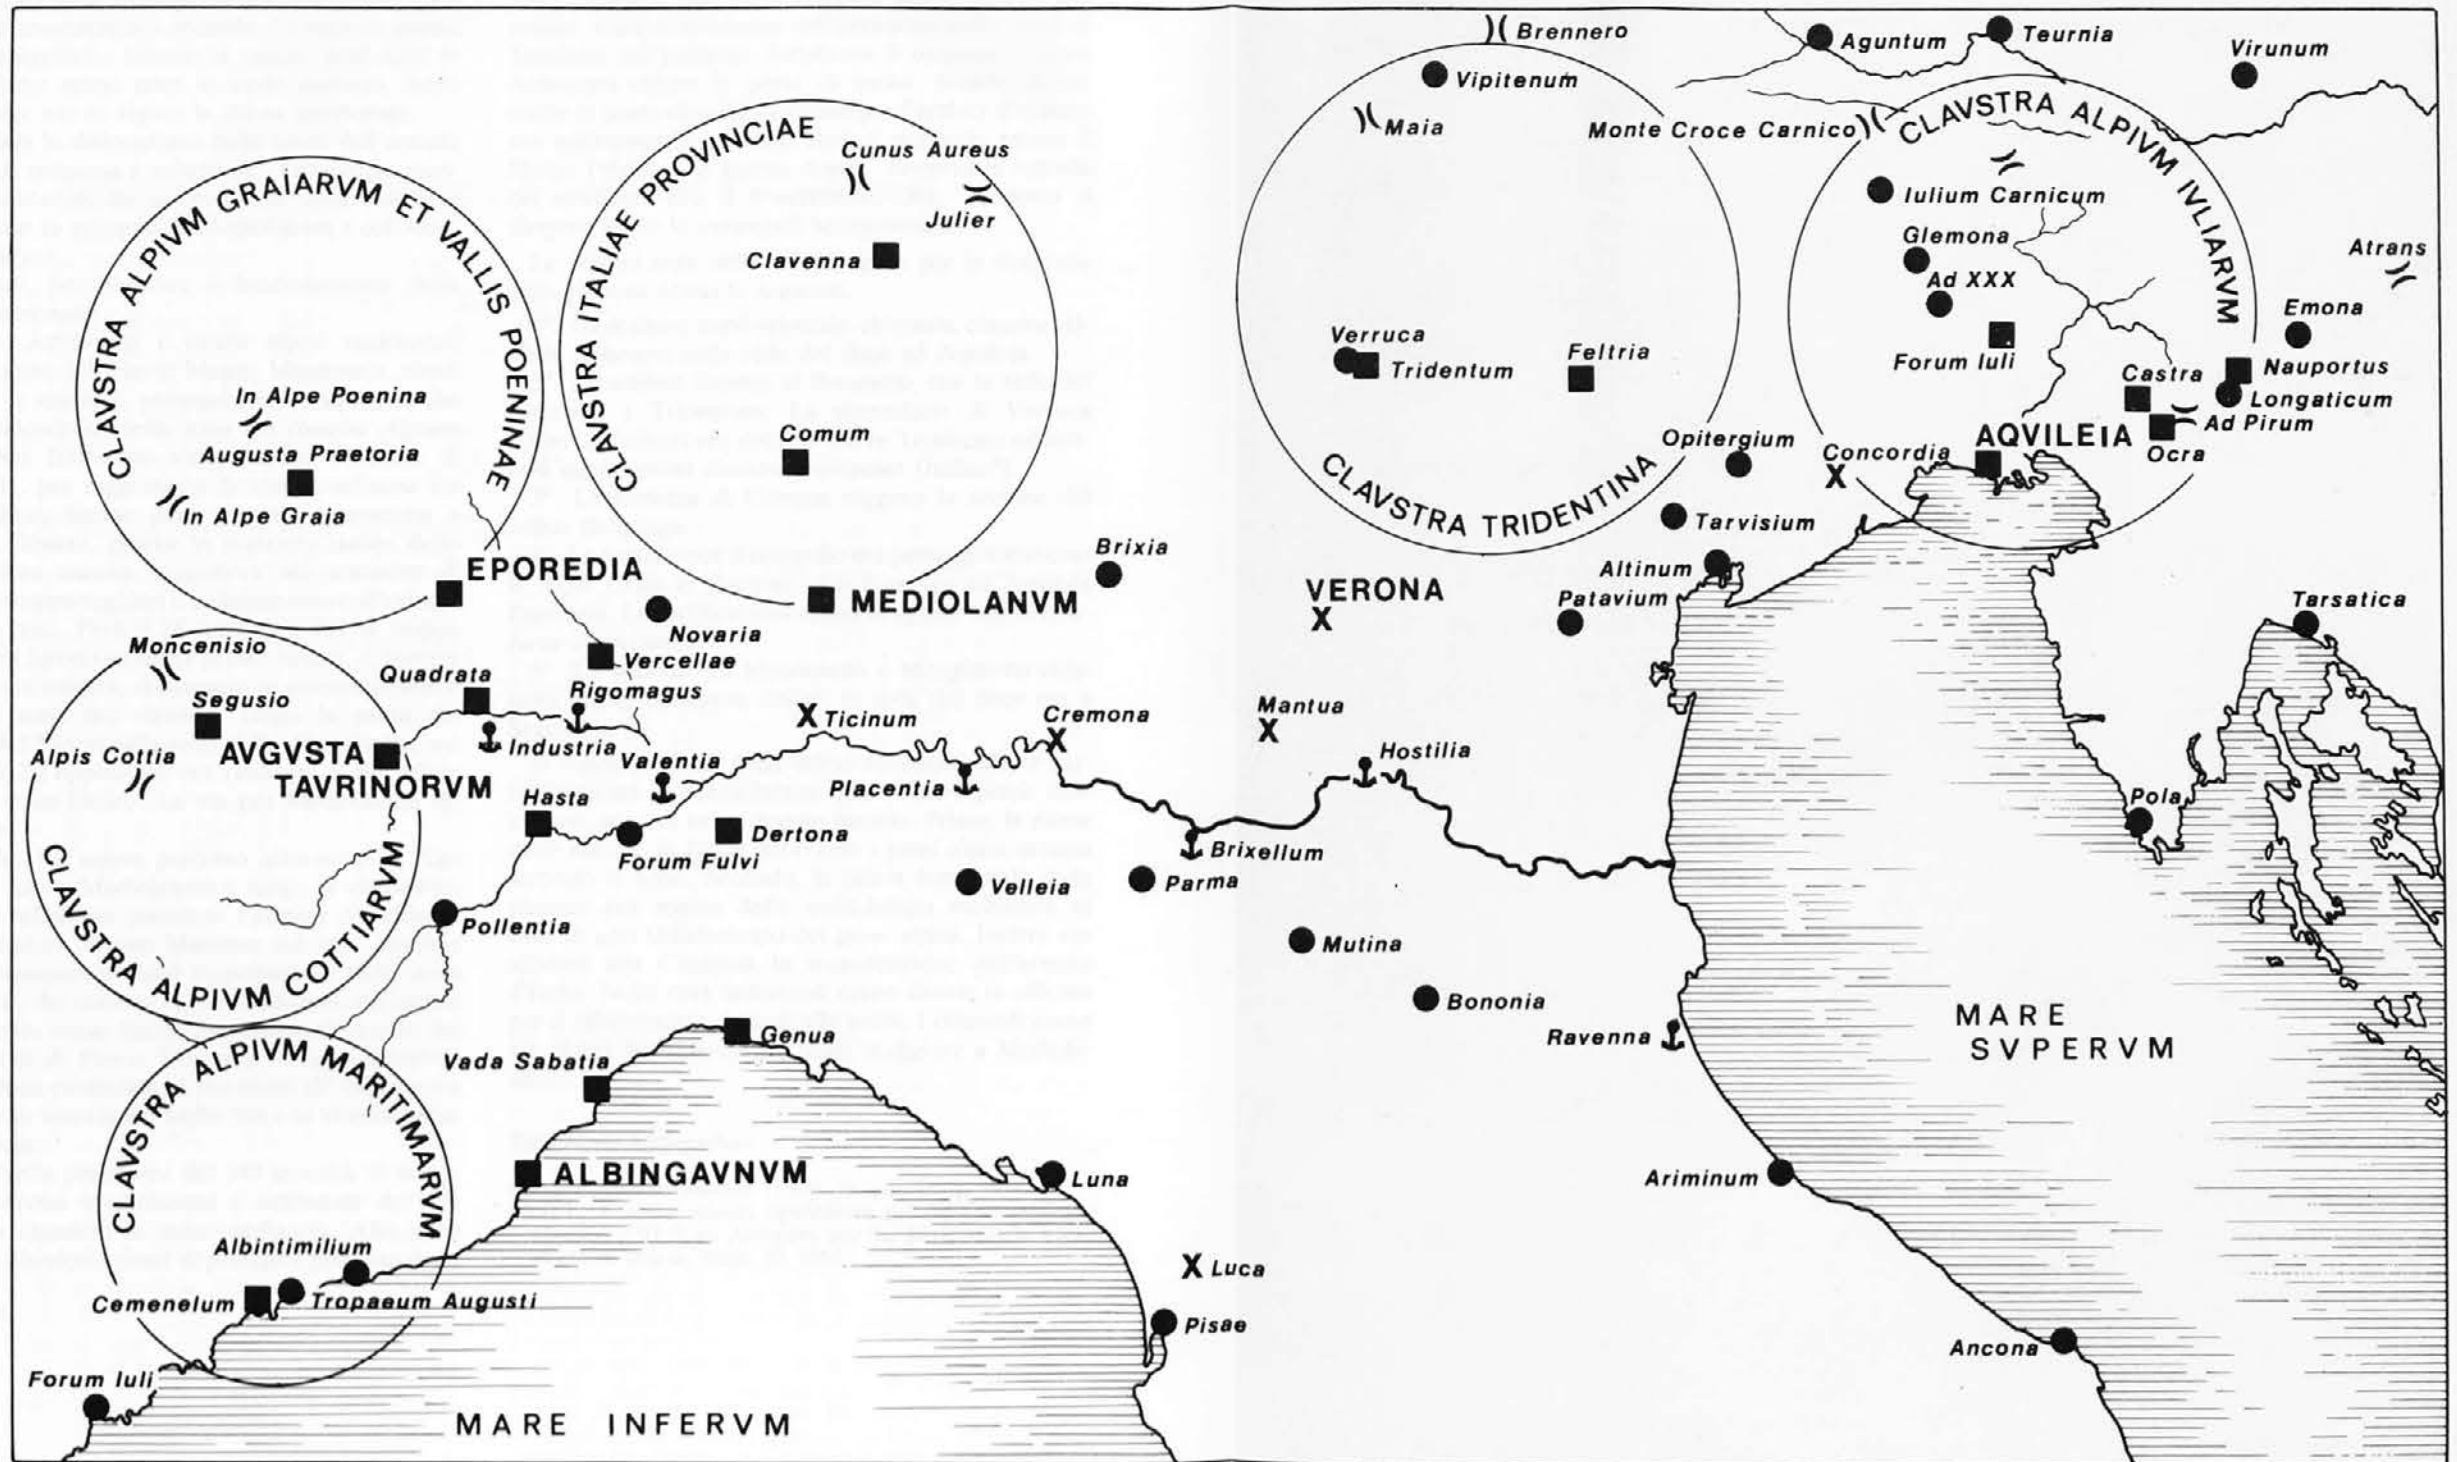 CLAVSTRA ALPIVM GRAIARVM ET VALLIS POENINAE
In Alpe Poenina
Augusta Praetoria
In Alpe Graia
EPOREDIA
CLAVSTRA ITALIAE PROVINCIAE
Cunus Aureus
Julier
Clavenna
Comum
MEDIOLANVM
Novaria
Vercellae
Brixia
Brennero
Vipitenum
Maia
Verruca
Tridentum
Feltria
CLAVSTRA TRIDENTINA
VERONA
Aguntum
Teurnia
Virunum
Monte Croce Carnico
CLAVSTRA ALPIVM IVLIARVM
Iulium Carnicum
Glemona
Ad XXX
Forum Iuli
Atrans
Emona
Nauportus
Castra
Longaticum
Ad Pirum
Ocra
AQVILEIA
Concordia
Opitergium
Tarvisium
Altinum
Patavium
Tarsatica
Pola
Moncenisio
Segusio
Alpis Cottia
AVGVSTA
TAVRINORVM
CLAVSTRA ALPIVM COTTIARVM
Quadrata
Rigomagus
Industria
Valentia
Ticinum
Cremona
Mantua
Hostilia
Placentia
Hasta
Forum Fulvi
Dertona
Brixellum
Velleia
Parma
Pollentia
Mutina
Bononia
Ravenna
MARE
SVPERVM
CLAVSTRA ALPIVM MARITIMARVM
Genua
Vada Sabatia
ALBINGAVNVM
Luna
Ariminum
Albintimilium
Cemenelum
Tropaeum Augusti
Luca
Pisae
Ancona
Forum Iuli
MARE INFERVM